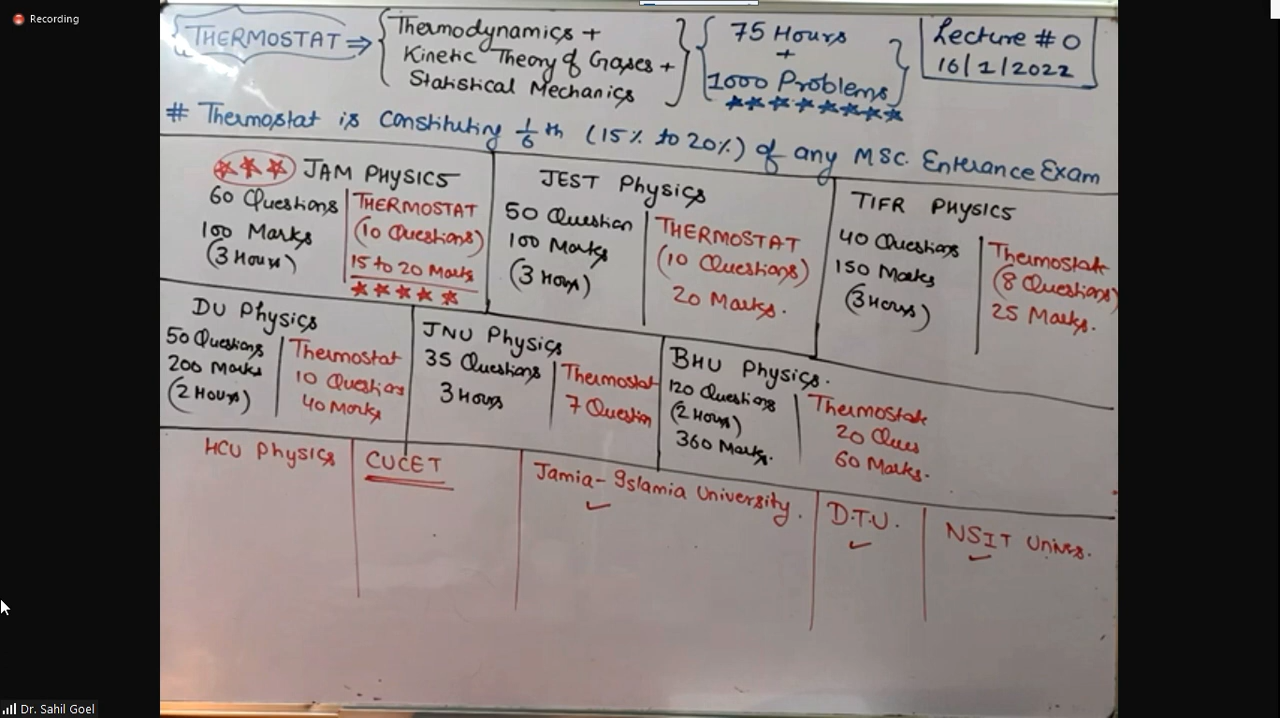 Recording
THERMOSTAT ⇒ { Thermodynamics +
Kinetic Theory of Gases +
Statistical Mechanics }
{ 75 Hours
+
1000 Problems }
★★★★★★★★
Lecture # 0
16/1/2022
# Thermostat is constituting 1/6 th (15% to 20%) of any MSC. Enterance Exam
★★★ JAM PHYSICS
60 Questions
100 Marks
(3 Hours)
THERMOSTAT
(10 Questions)
15 to 20 Marks
★★★★★
JEST Physics
50 Question
100 Marks
(3 Hours)
THERMOSTAT
(10 Questions)
20 Marks.
TIFR PHYSICS
40 Questions
150 Marks
(3 Hours)
Thermostat
(8 Questions)
25 Marks.
DU Physics
50 Questions
200 Marks
(2 Hours)
Thermostat
10 Questions
40 Marks
JNU Physics
35 Questions
3 Hours
Thermostat
7 Question
BHU Physics.
120 Questions
(2 Hours)
360 Marks.
Thermostat
20 Ques
60 Marks.
HCU Physics
CUCET
Jamia-Islamia University.
D.T.U.
NSIT Univs.
Dr. Sahil Goel